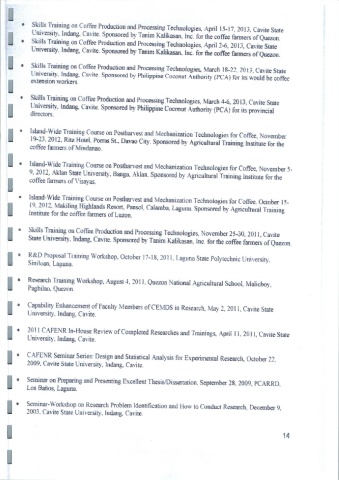 • Skills Training on Coffee Production and Processing Technologies, April 15-17, 2013, Cavite State
University, Indang, Cavite. Sponsored by Tanim Kalikasan, Inc. for the coffee farmers of Quezon.
• Skills Training on Coffee Production and Processing Technologies, April 2-6, 2013, Cavite State
University, Indang, Cavite. Sponsored by Tanim Kalikasan, Inc. for the coffee farmers of Quezon.
• Skills Training on Coffee Production and Processing Technologies, March 18-22, 2013, Cavite State
University, Indang, Cavite. Sponsored by Philippine Coconut Authority (PCA) for its would be coffee
extension workers.
• Skills Training on Coffee Production and Processing Technologies, March 4-6, 2013, Cavite State
University, Indang, Cavite. Sponsored by Philippine Coconut Authority (PCA) for its provincial
directors.
• Island-Wide Training Course on Postharvest and Mechanization Technologies for Coffee, November
19-23, 2012, Ritz Hotel, Porras St., Davao City. Sponsored by Agricultural Training Institute for the
coffee farmers of Mindanao.
• Island-Wide Training Course on Postharvest and Mechanization Technologies for Coffee, November 5-
9, 2012, Aklan State University, Banga, Aklan. Sponsored by Agricultural Training Institute for the
coffee farmers of Visayas.
• Island-Wide Training Course on Postharvest and Mechanization Technologies for Coffee, October 15-
19, 2012, Makiling Highlands Resort, Pansol, Calamba, Laguna. Sponsored by Agricultural Training
Institute for the coffee farmers of Luzon.
• Skills Training on Coffee Production and Processing Technologies, November 25-30, 2011, Cavite
State University, Indang, Cavite. Sponsored by Tanim Kalikasan, Inc. for the coffee farmers of Quezon.
• R&D Proposal Training Workshop, October 17-18, 2011, Laguna State Polytechnic University,
Siniloan, Laguna.
• Research Training Workshop, August 4, 2011, Quezon National Agricultural School, Malicboy,
Pagbilao, Quezon.
• Capability Enhancement of Faculty Members of CEMDS in Research, May 2, 2011, Cavite State
University, Indang, Cavite.
• 2011 CAFENR In-House Review of Completed Researches and Trainings, April 11, 2011, Cavite State
University, Indang, Cavite.
• CAFENR Seminar Series: Design and Statistical Analysis for Experimental Research, October 22,
2009, Cavite State University, Indang, Cavite.
• Seminar on Preparing and Presenting Excellent Thesis/Dissertation, September 28, 2009, PCARRD,
Los Baños, Laguna.
• Seminar-Workshop on Research Problem Identification and How to Conduct Research, December 9,
2003, Cavite State University, Indang, Cavite.
14